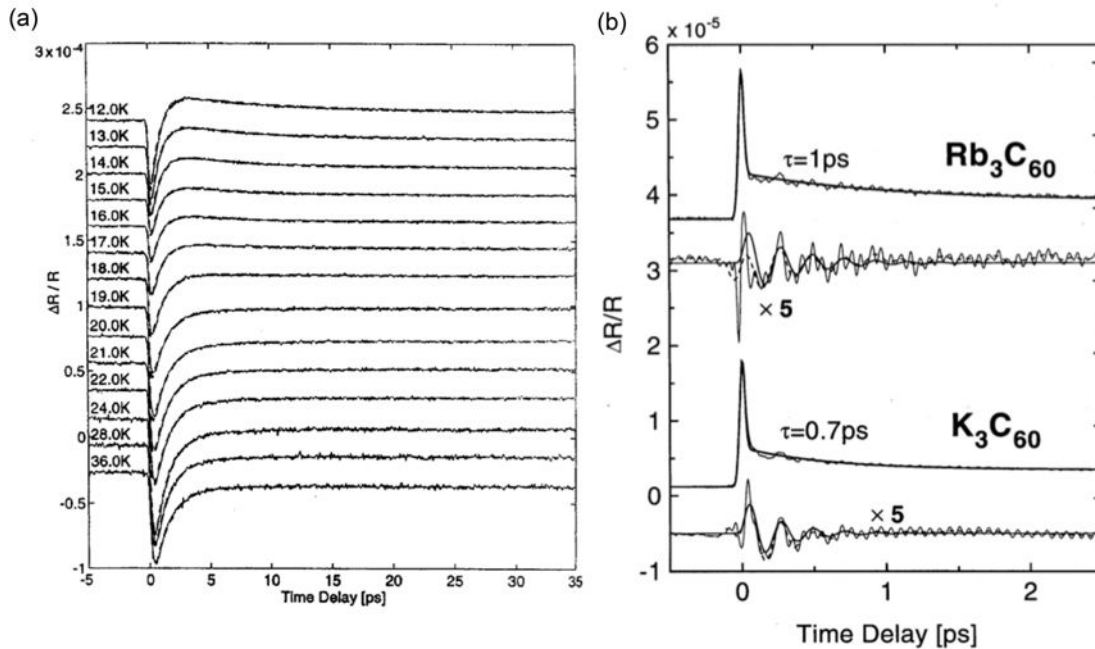 (a)
3×10⁻⁴
2.5
2
1.5
1
0.5
0
-0.5
-1
ΔR / R
12.0K
13.0K
14.0K
15.0K
16.0K
17.0K
18.0K
19.0K
20.0K
21.0K
22.0K
24.0K
28.0K
36.0K
-5 0 5 10 15 20 25 30 35
Time Delay [ps]
(b)
× 10⁻⁵
6
5
4
3
2
1
0
-1
ΔR/R
τ=1ps
Rb₃C₆₀
× 5
τ=0.7ps
K₃C₆₀
× 5
0 1 2
Time Delay [ps]